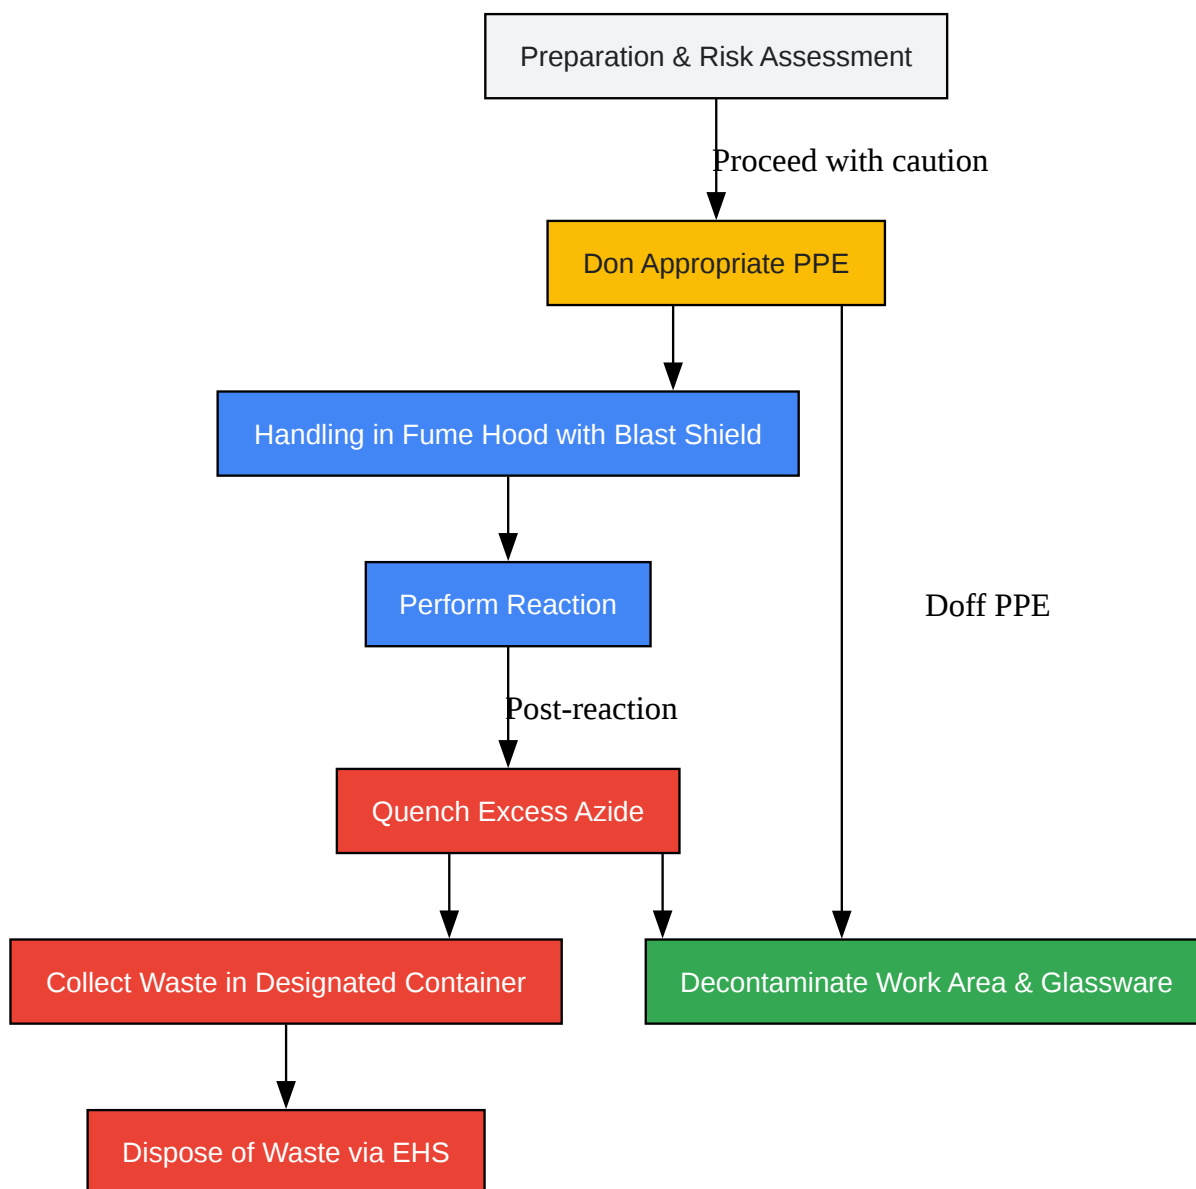 Preparation & Risk Assessment
Proceed with caution
Don Appropriate PPE
Handling in Fume Hood with Blast Shield
Perform Reaction
Doff PPE
Post-reaction
Quench Excess Azide
Collect Waste in Designated Container
Decontaminate Work Area & Glassware
Dispose of Waste via EHS